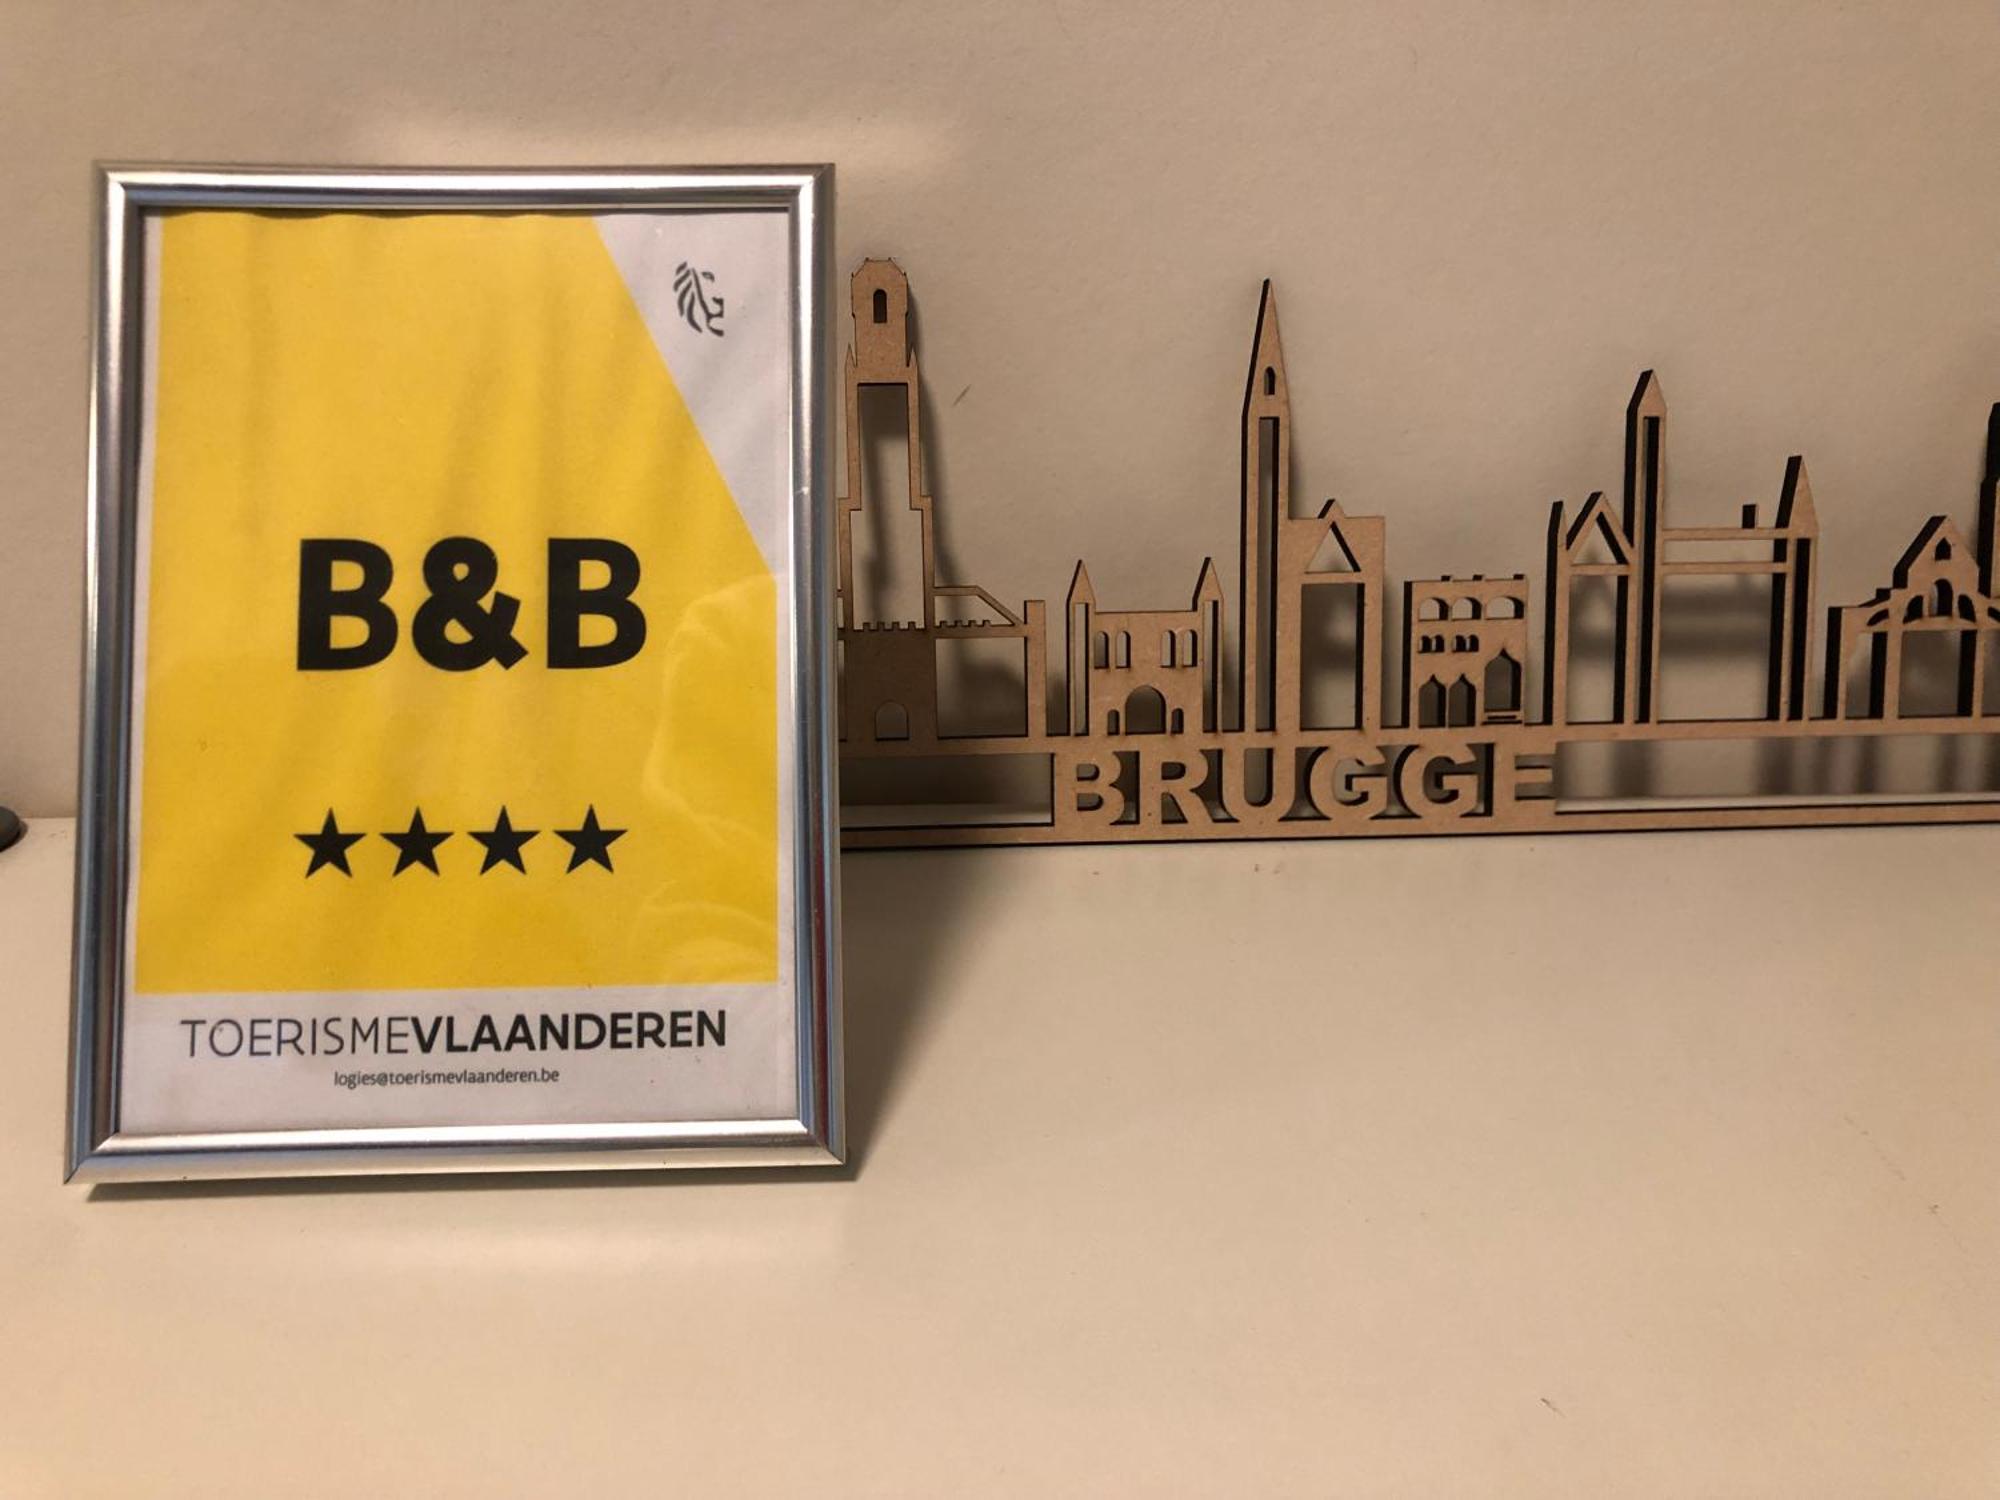 B&B
★★★★
TOERISMEVLAANDEREN
logies@toerismevlaanderen.be
BRUGGE